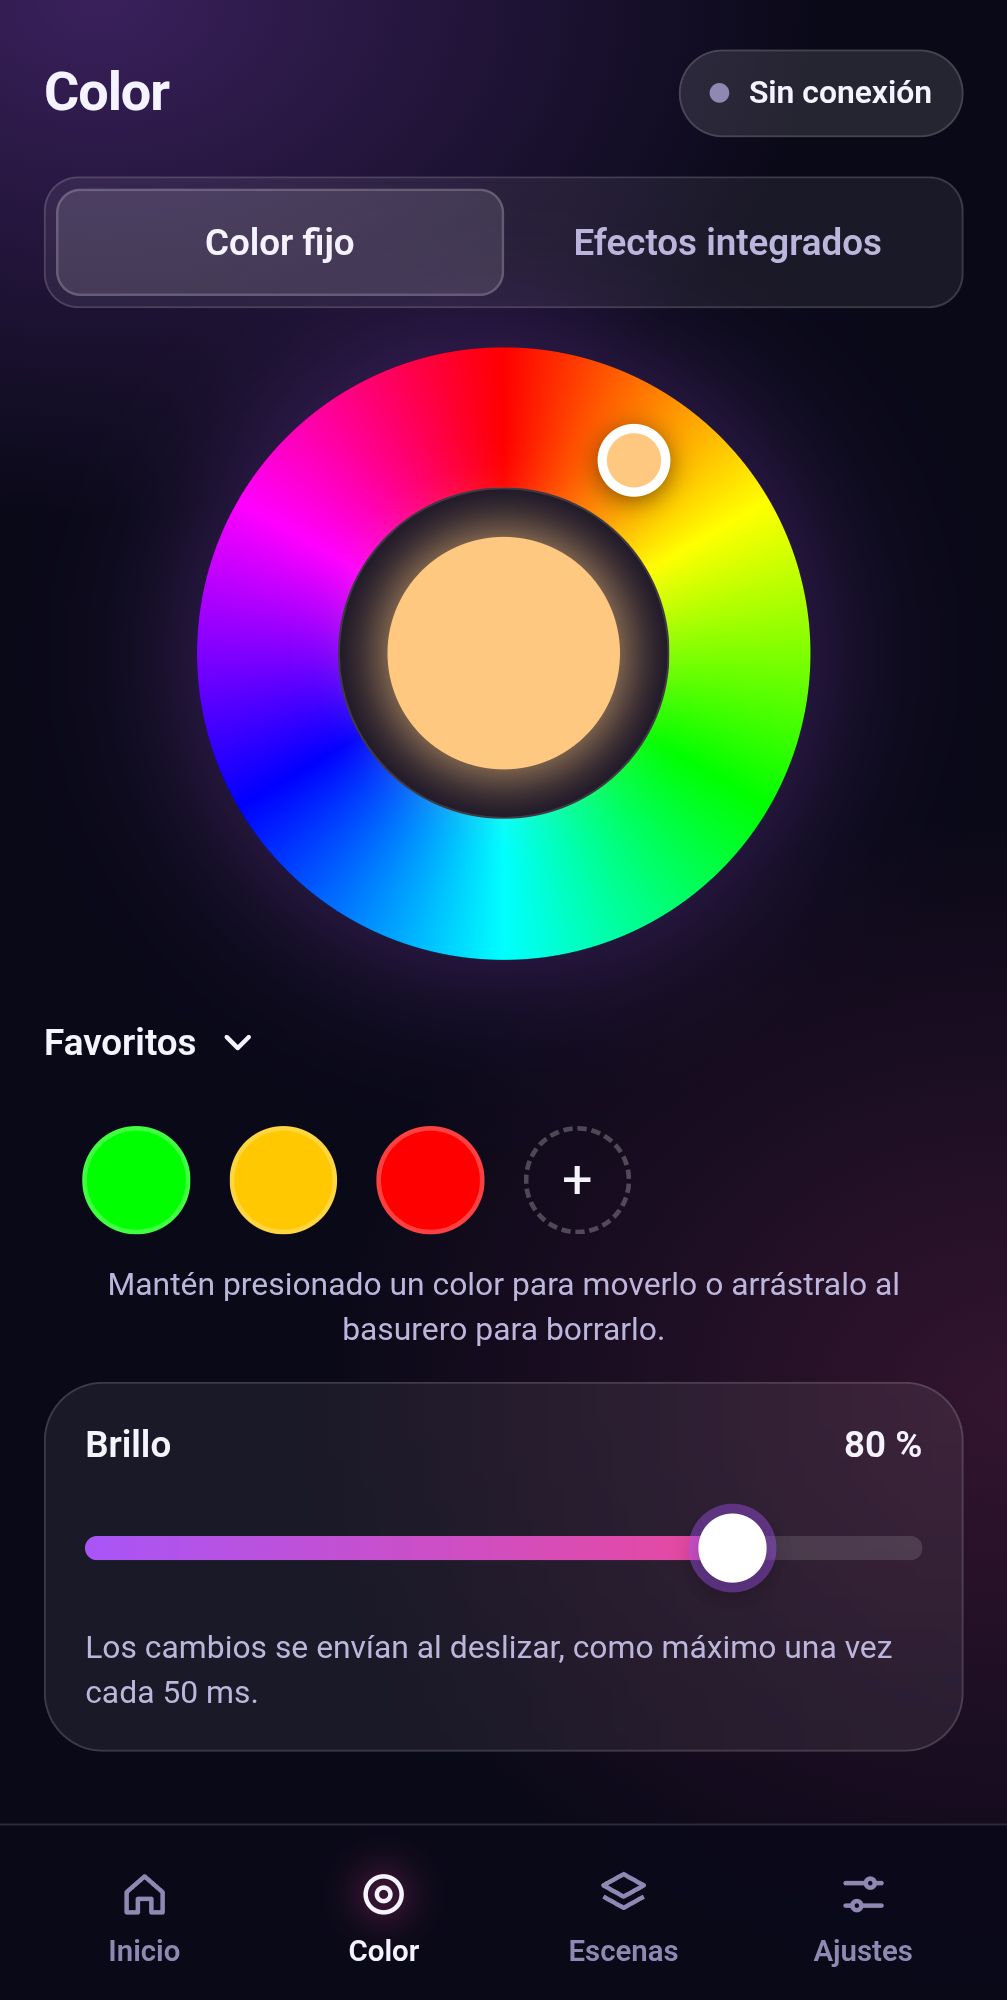 Color
Sin conexión
Color fijo
Efectos integrados
Favoritos
+
Mantén presionado un color para moverlo o arrástralo al
basurero para borrarlo.
Brillo
80 %
Los cambios se envían al deslizar, como máximo una vez
cada 50 ms.
Inicio
Color
Escenas
Ajustes